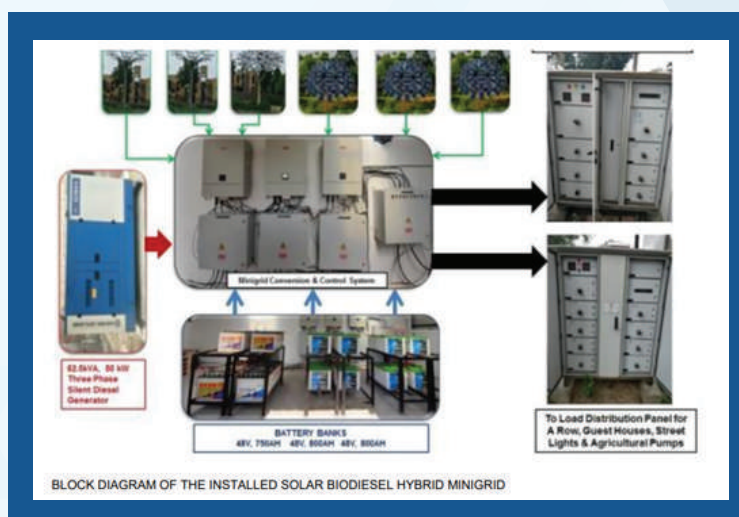 Minigrid Conversion & Control System
62.5kVA, 50 kW
Three Phase
Silent Diesel
Generator
BATTERY BANKS
48V, 750AH 48V, 800AH 48V, 800AH
To Load Distribution Panel for
A Row, Guest Houses, Street
Lights & Agricultural Pumps
BLOCK DIAGRAM OF THE INSTALLED SOLAR BIODIESEL HYBRID MINIGRID